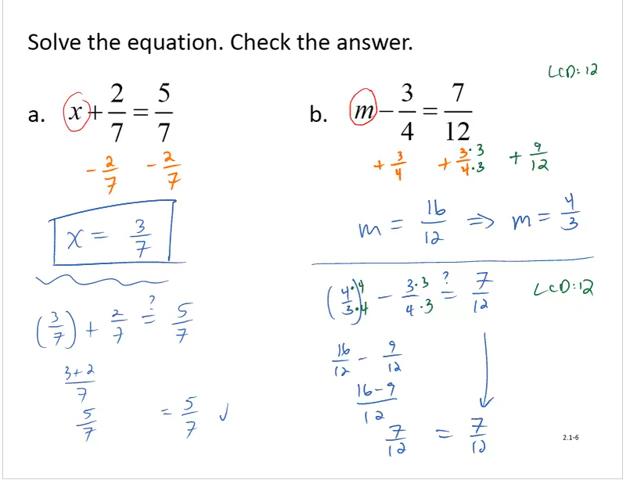 Solve the equation. Check the answer.
LCD: 12
a. x + 2/7 = 5/7
- 2/7 - 2/7
x = 3/7
(3/7) + 2/7 ?= 5/7
3+2/7
5/7 = 5/7 ✓
b. m - 3/4 = 7/12
+ 3/4 + 3·3/4·3 + 9/12
m = 16/12 ⇒ m = 4/3
(4·4/3·4) - 3·3/4·3 ?= 7/12 LCD: 12
16/12 - 9/12
16-9/12
7/12 = 7/12
2.1-6